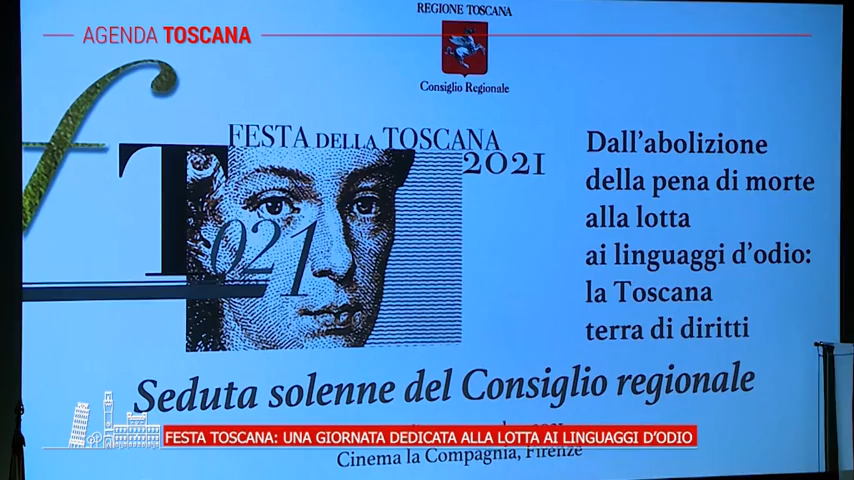 REGIONE TOSCANA
AGENDA TOSCANA
Consiglio Regionale
f
FESTA DELLA TOSCANA
2021
T
021
Dall'abolizione
della pena di morte
alla lotta
ai linguaggi d'odio:
la Toscana
terra di diritti
Seduta solenne del Consiglio regionale
FESTA TOSCANA: UNA GIORNATA DEDICATA ALLA LOTTA AI LINGUAGGI D'ODIO
Cinema la Compagnia, Firenze